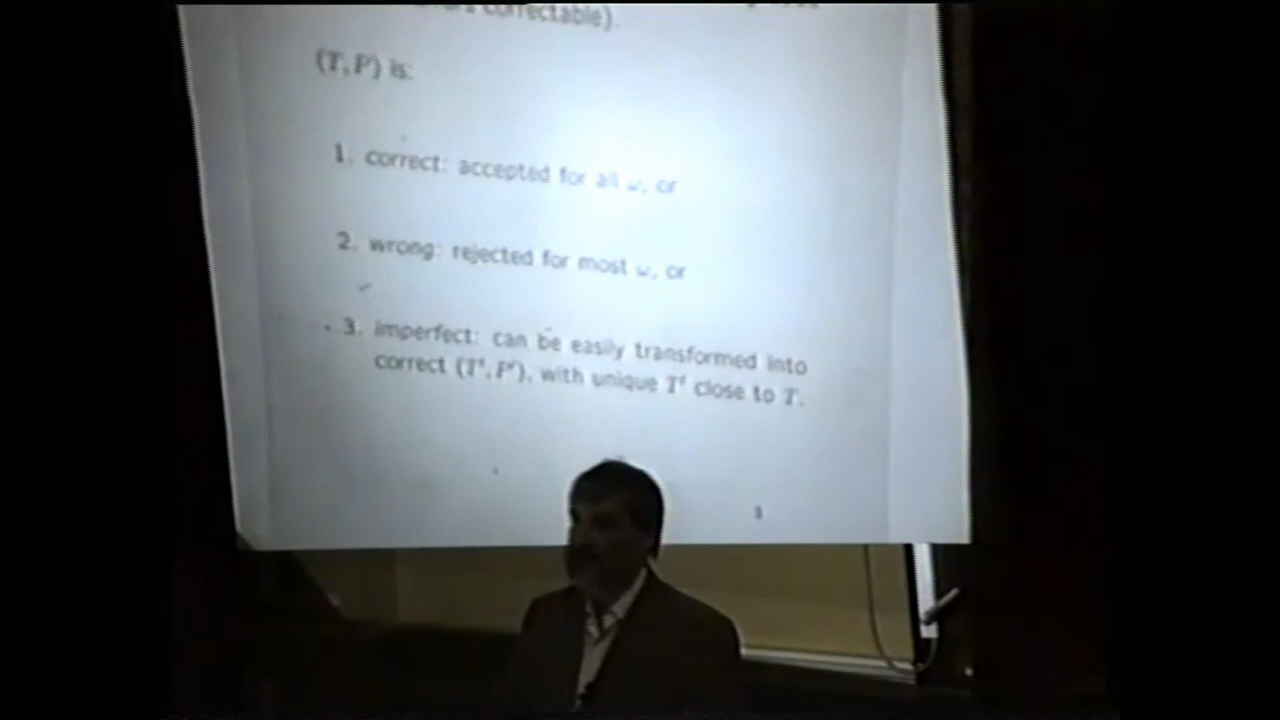 correctable).
(T, P) is:
1. correct: accepted for all ω, or
2. wrong: rejected for most ω, or
3. imperfect: can be easily transformed into
correct (T', P'), with unique T' close to T.